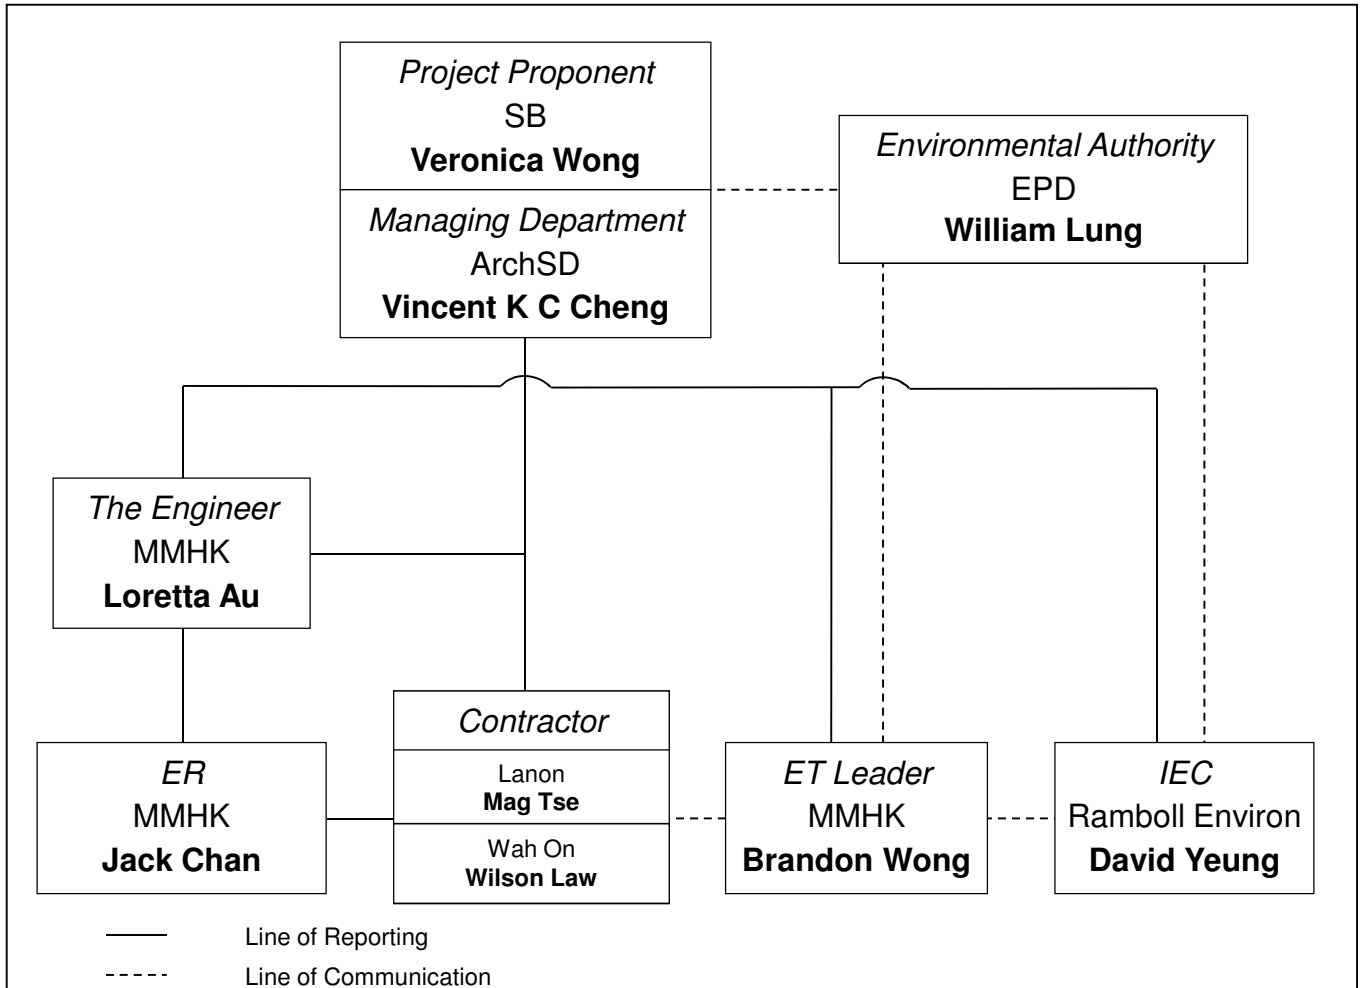 Project Proponent
SB
Veronica Wong
Managing Department
ArchSD
Vincent K C Cheng
Environmental Authority
EPD
William Lung
The Engineer
MMHK
Loretta Au
ER
MMHK
Jack Chan
Contractor
Lanon
Mag Tse
Wah On
Wilson Law
ET Leader
MMHK
Brandon Wong
IEC
Ramboll Environ
David Yeung
Line of Reporting
Line of Communication